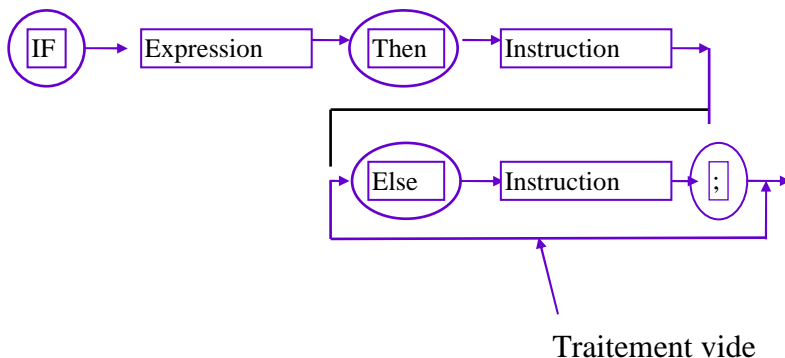 IF Expression Then Instruction
Else Instruction ;
Traitement vide